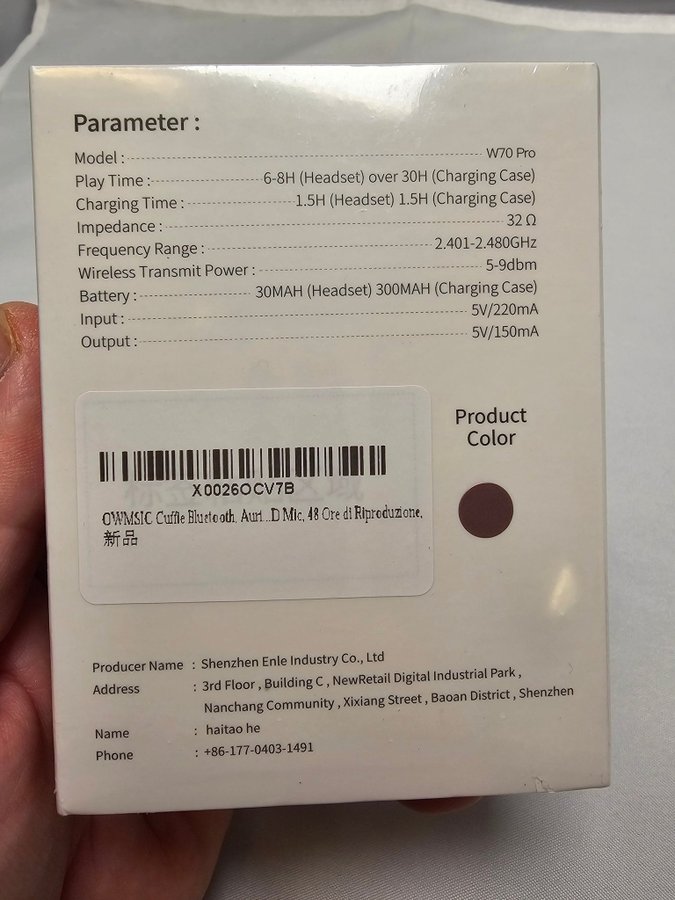 Parameter :
Model : W70 Pro
Play Time : 6-8H (Headset) over 30H (Charging Case)
Charging Time : 1.5H (Headset) 1.5H (Charging Case)
Impedance : 32 Ω
Frequency Range : 2.401-2.480GHz
Wireless Transmit Power : 5-9dbm
Battery : 30MAH (Headset) 300MAH (Charging Case)
Input : 5V/220mA
Output : 5V/150mA
Product
Color
X0026OCV7B
OWMSIC Cuffie Bluetooth, Auri...D Mic, 48 Ore di Riproduzione,
新品
Producer Name : Shenzhen Enle Industry Co., Ltd
Address : 3rd Floor , Building C , NewRetail Digital Industrial Park ,
Nanchang Community , Xixiang Street , Baoan District , Shenzhen
Name : haitao he
Phone : +86-177-0403-1491